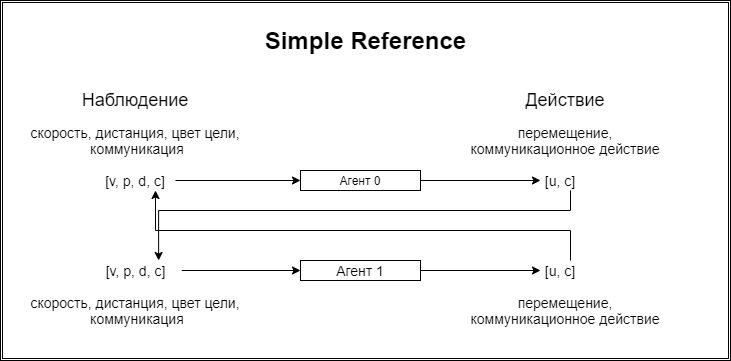 Simple Reference
Наблюдение
Действие
скорость, дистанция, цвет цели,
коммуникация
перемещение,
коммуникационное действие
[v, p, d, c]
Агент 0
[u, c]
[v, p, d, c]
Агент 1
[u, c]
скорость, дистанция, цвет цели,
коммуникация
перемещение,
коммуникационное действие